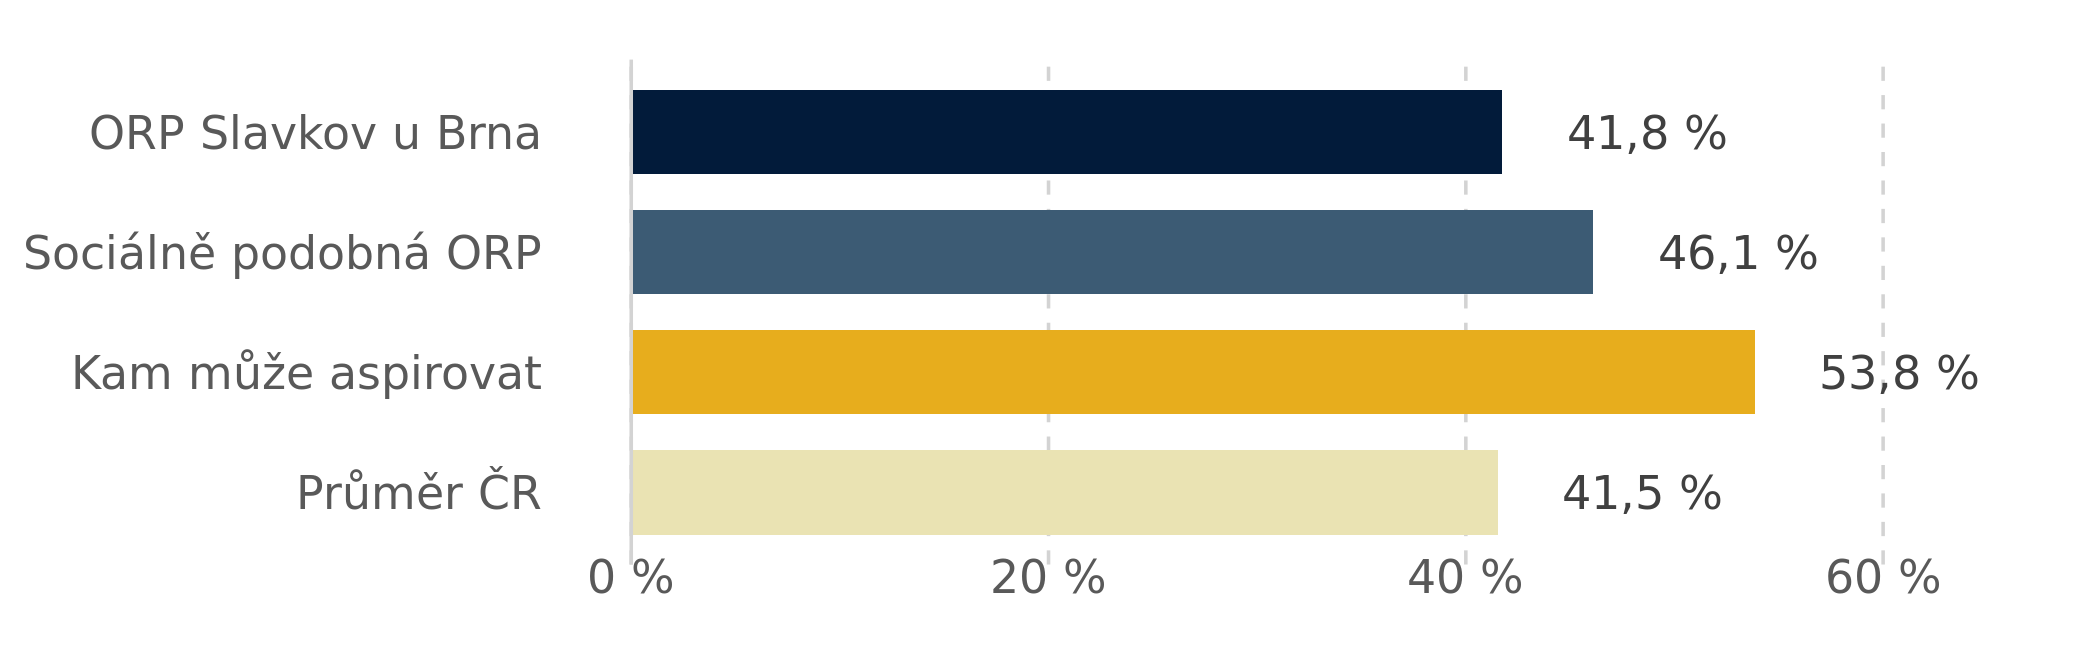 ORP Slavkov u Brna
41,8 %
Sociálně podobná ORP
46,1 %
Kam může aspirovat
53,8 %
Průměr ČR
41,5 %
0 %
20 %
40 %
60 %